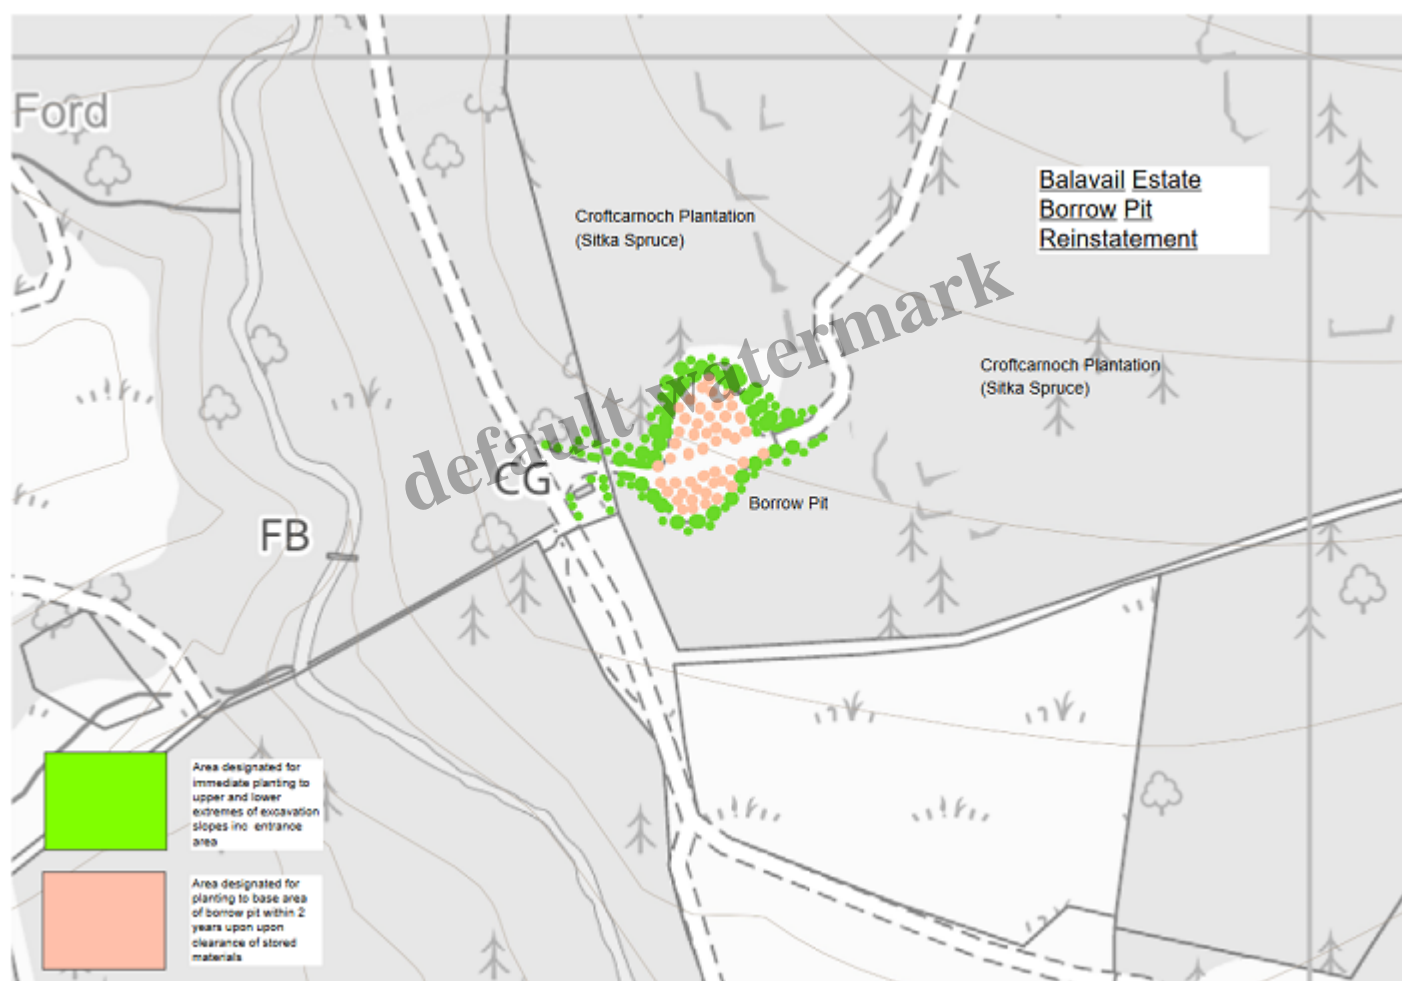 Ford
Balavail Estate
Borrow Pit
Reinstatement
Croftcarnoch Plantation
(Sitka Spruce)
default watermark
Croftcarnoch Plantation
(Sitka Spruce)
CG
Borrow Pit
FB
Area designated for
immediate planting to
upper and lower
extremes of excavation
slopes inc entrance
area
Area designated for
planting to base area
of borrow pit within 2
years upon upon
clearance of stored
materials